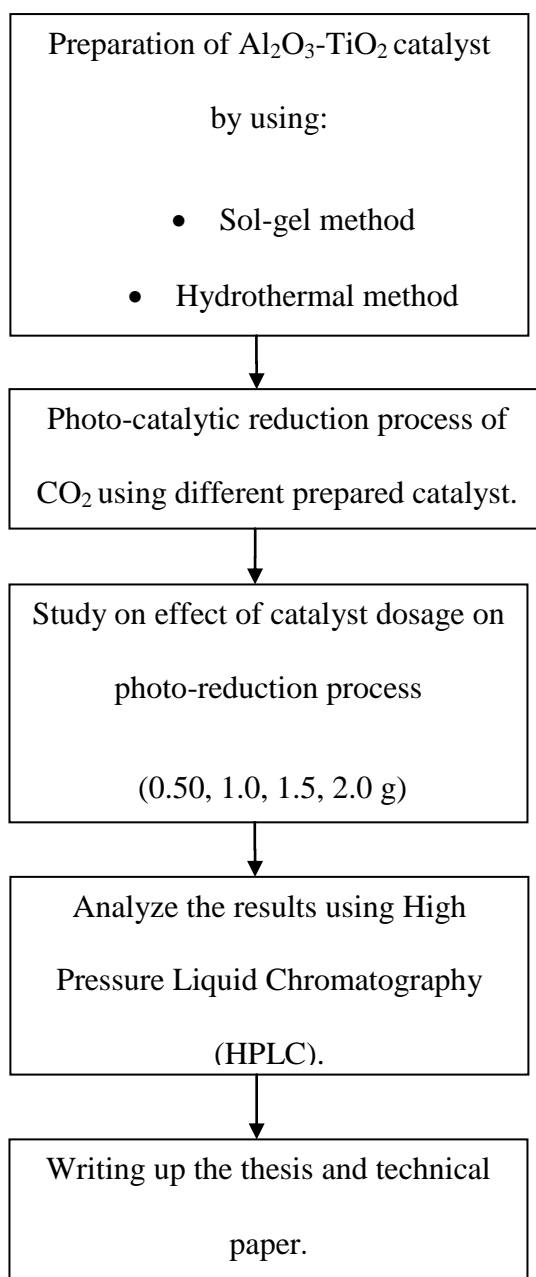 Preparation of Al₂O₃-TiO₂ catalyst
by using:
• Sol-gel method
• Hydrothermal method
Photo-catalytic reduction process of
CO₂ using different prepared catalyst.
Study on effect of catalyst dosage on
photo-reduction process
(0.50, 1.0, 1.5, 2.0 g)
Analyze the results using High
Pressure Liquid Chromatography
(HPLC).
Writing up the thesis and technical
paper.